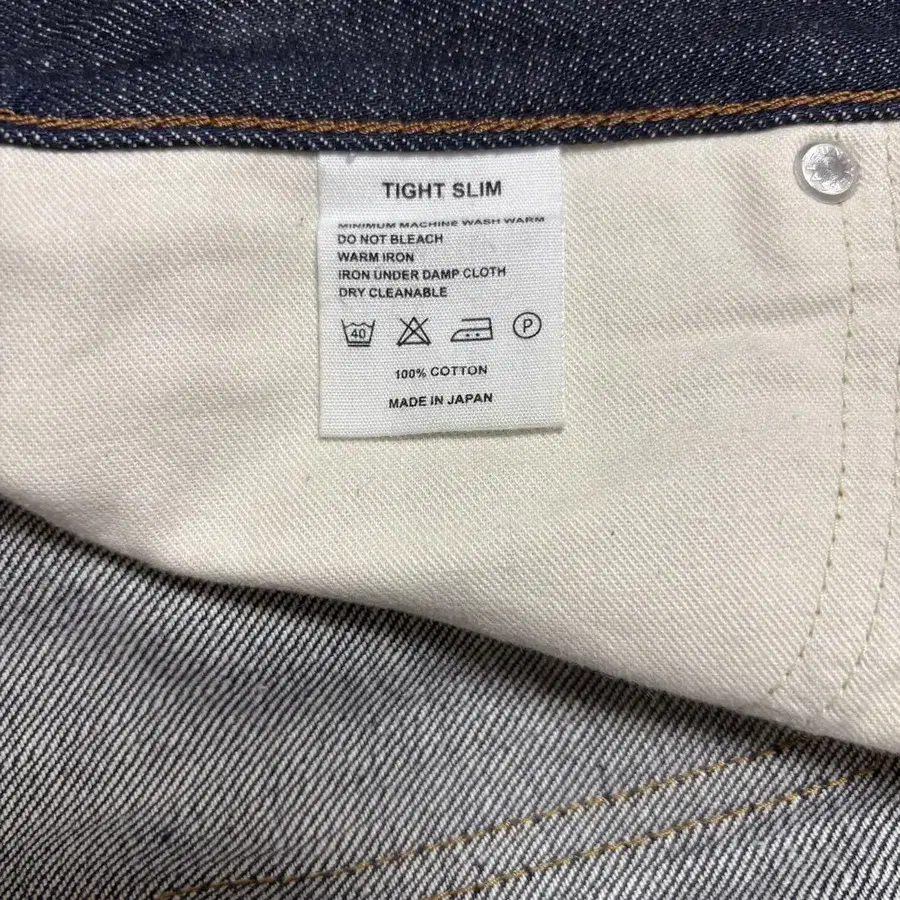 TIGHT SLIM
MINIMUM MACHINE WASH WARM
DO NOT BLEACH
WARM IRON
IRON UNDER DAMP CLOTH
DRY CLEANABLE
40 P
100% COTTON
MADE IN JAPAN